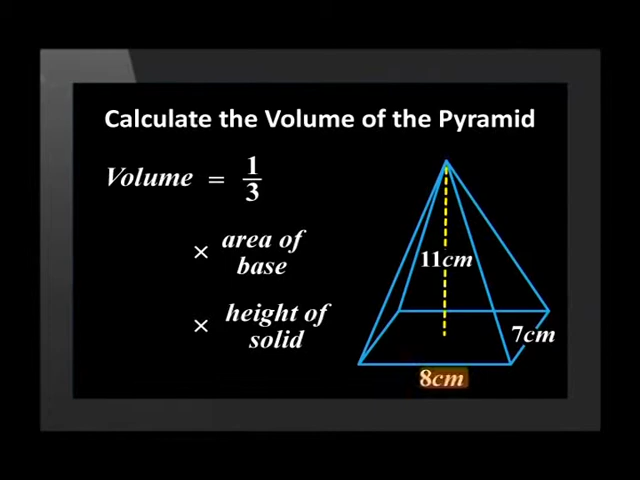 Calculate the Volume of the Pyramid
Volume = 1/3
× area of
base
× height of
solid
11cm
7cm
8cm